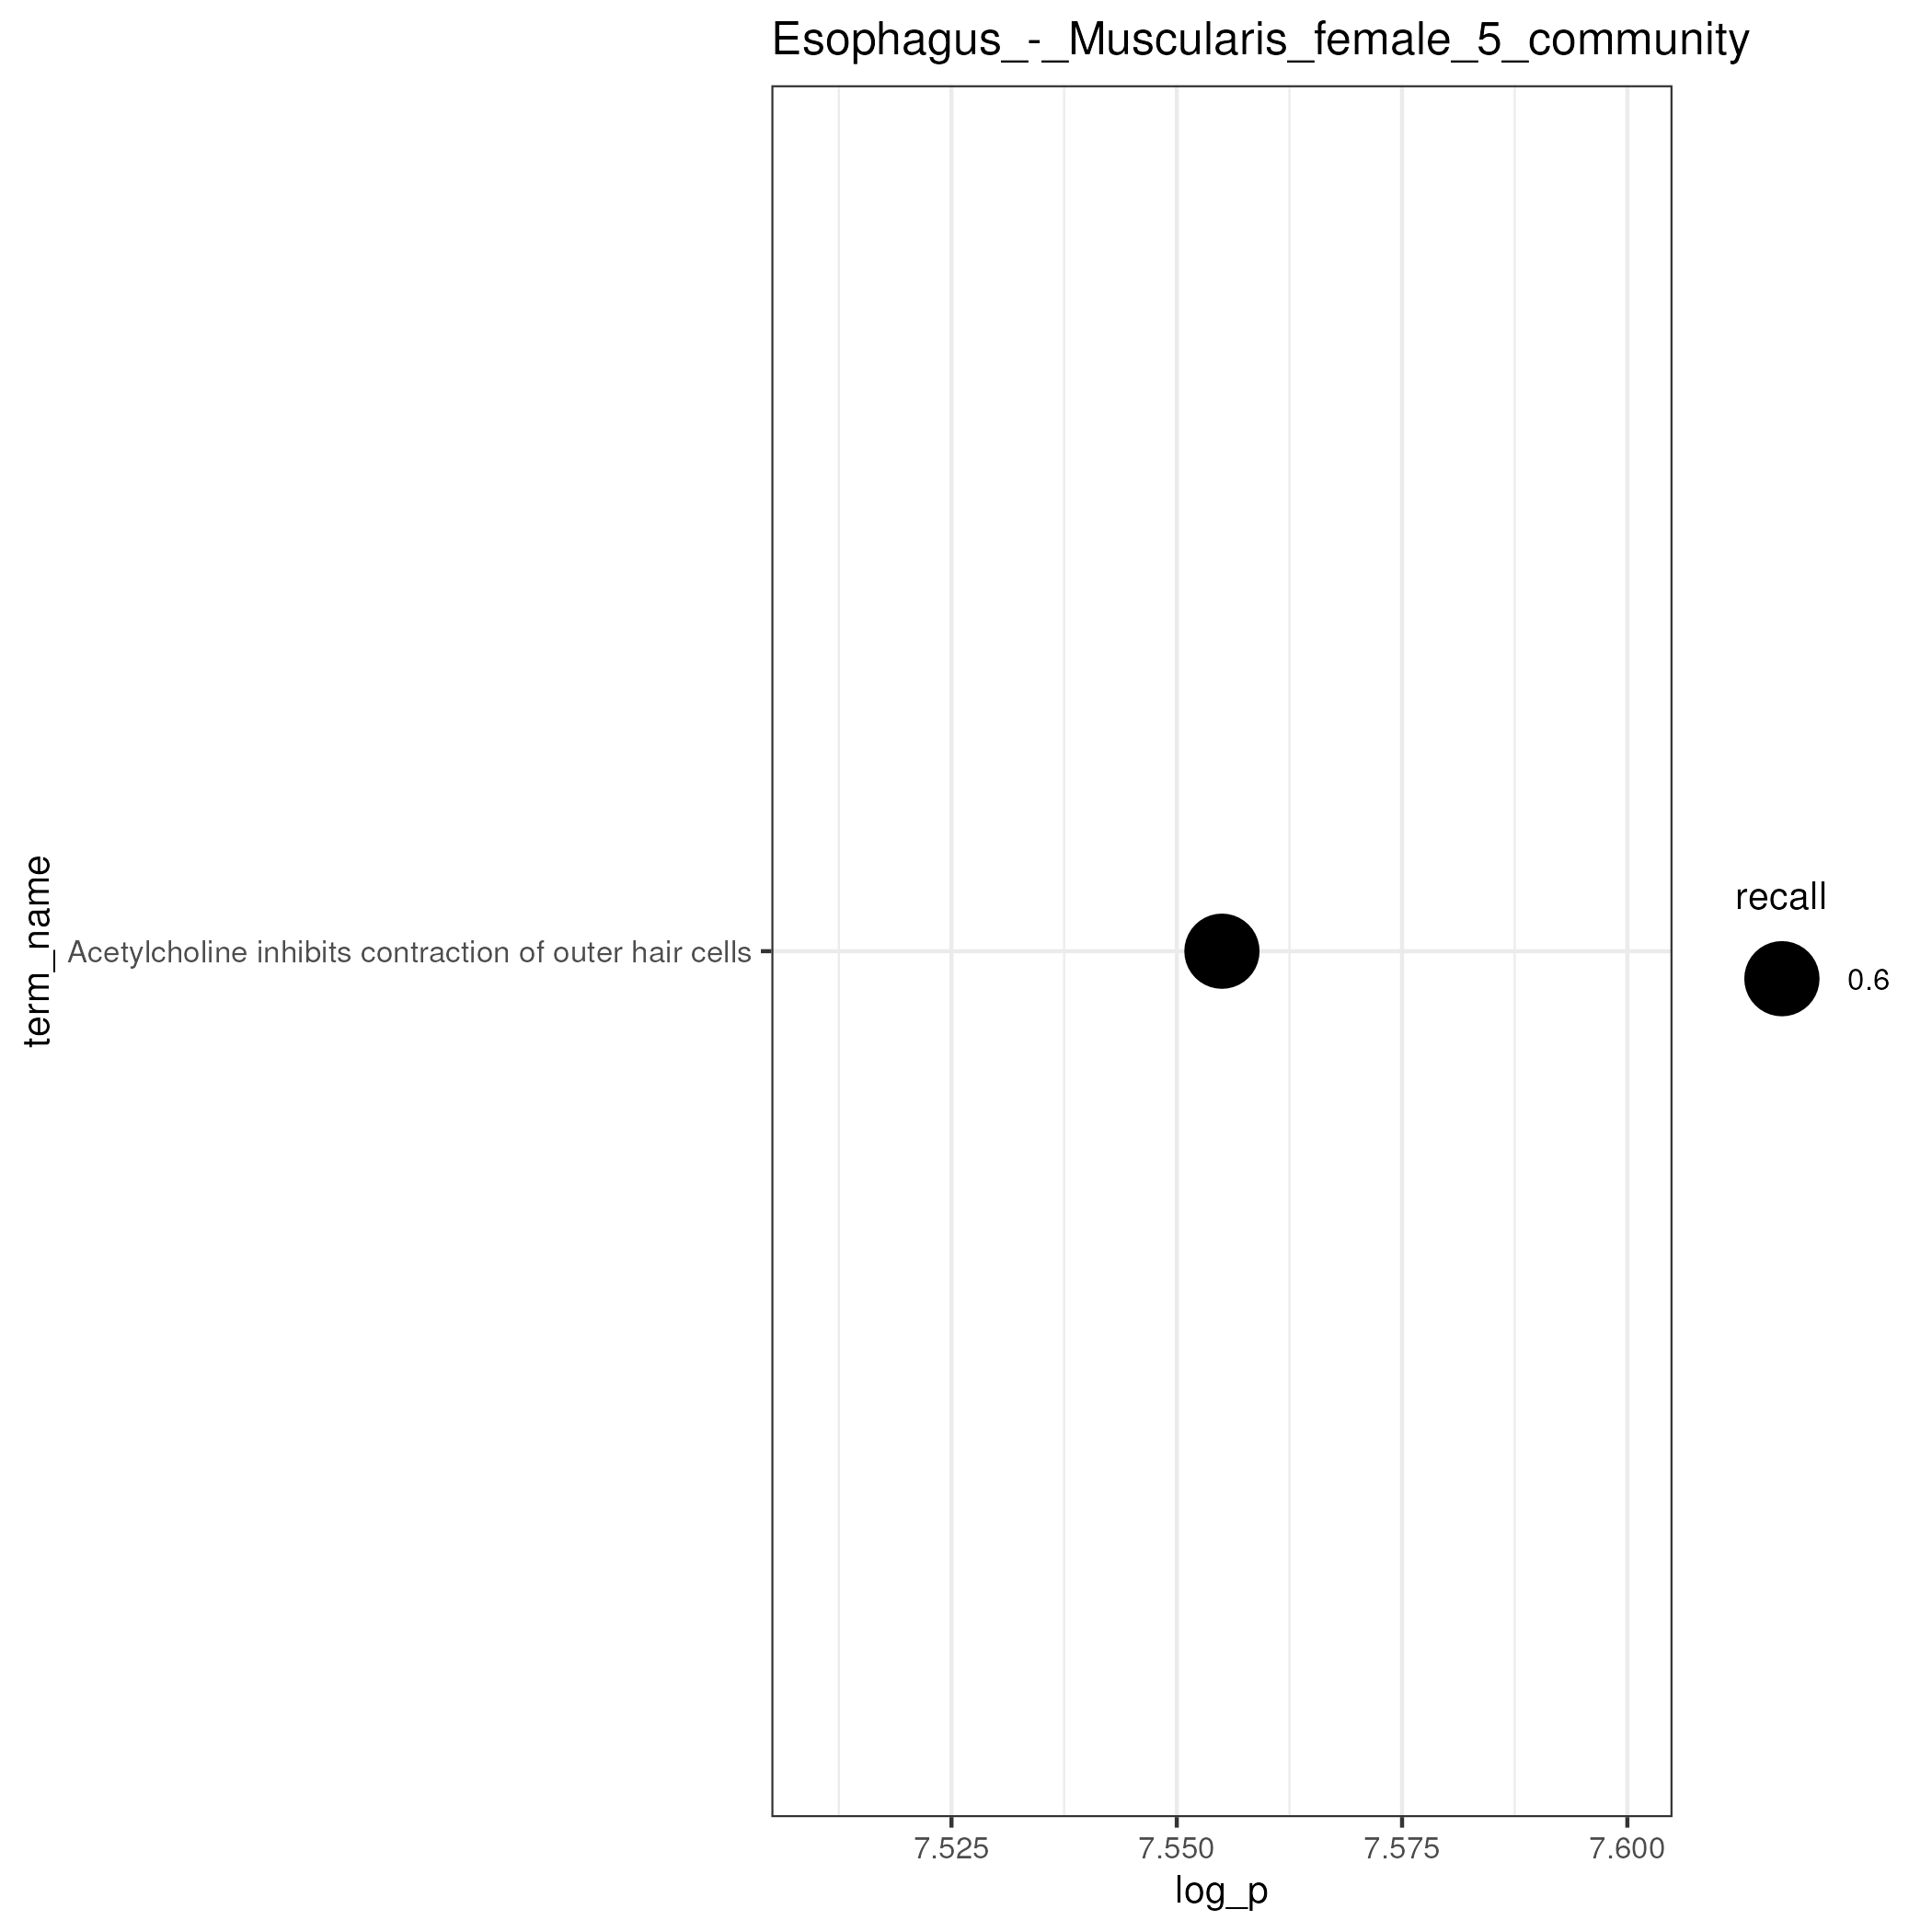 Esophagus_-_Muscularis_female_5_community
term_name
Acetylcholine inhibits contraction of outer hair cells
recall
0.6
7.525 7.550 7.575 7.600
log_p